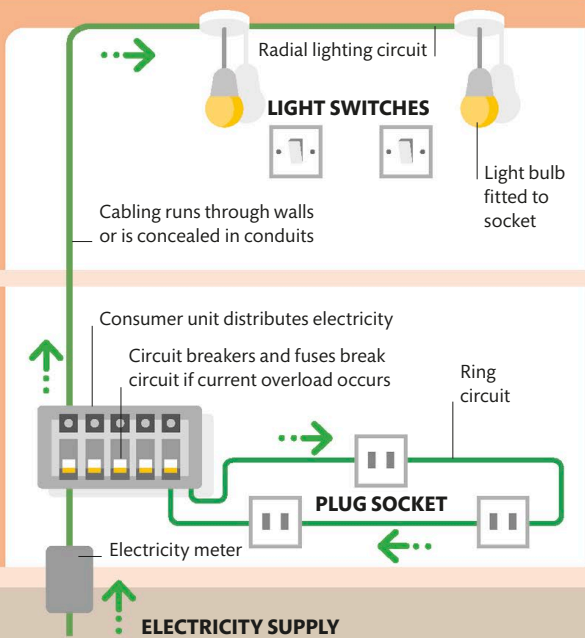 Radial lighting circuit
LIGHT SWITCHES
Light bulb
fitted to
socket
Cabling runs through walls
or is concealed in conduits
Consumer unit distributes electricity
Circuit breakers and fuses break
circuit if current overload occurs
Ring
circuit
PLUG SOCKET
Electricity meter
ELECTRICITY SUPPLY